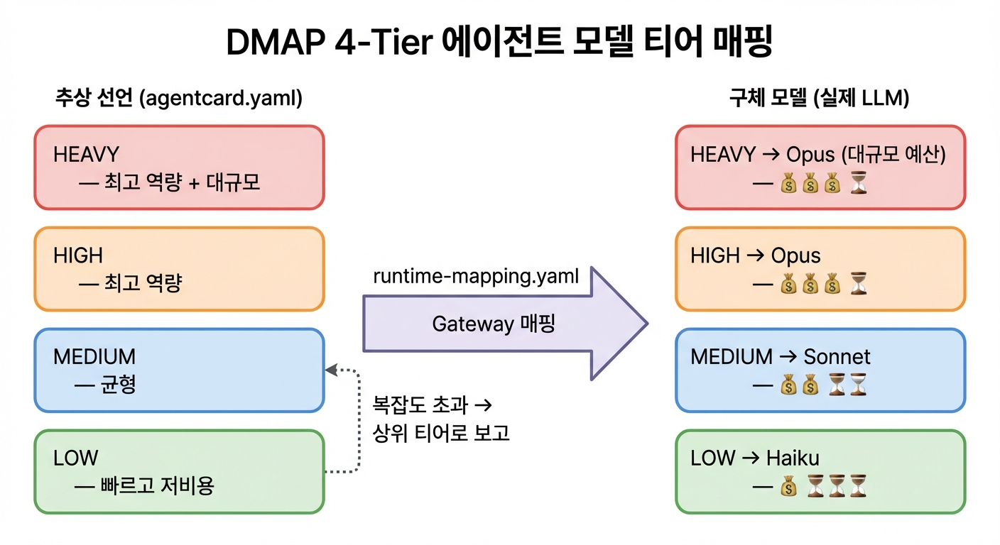 DMAP 4-Tier 에이전트 모델 티어 매핑
추상 선언 (agentcard.yaml)
HEAVY
— 최고 역량 + 대규모
HIGH
— 최고 역량
MEDIUM
— 균형
LOW
— 빠르고 저비용
runtime-mapping.yaml
Gateway 매핑
복잡도 초과 →
상위 티어로 보고
구체 모델 (실제 LLM)
HEAVY → Opus (대규모 예산)
— 💰💰💰 ⏳
HIGH → Opus
— 💰💰💰 ⏳
MEDIUM → Sonnet
— 💰💰 ⏳⏳
LOW → Haiku
— 💰 ⏳⏳⏳